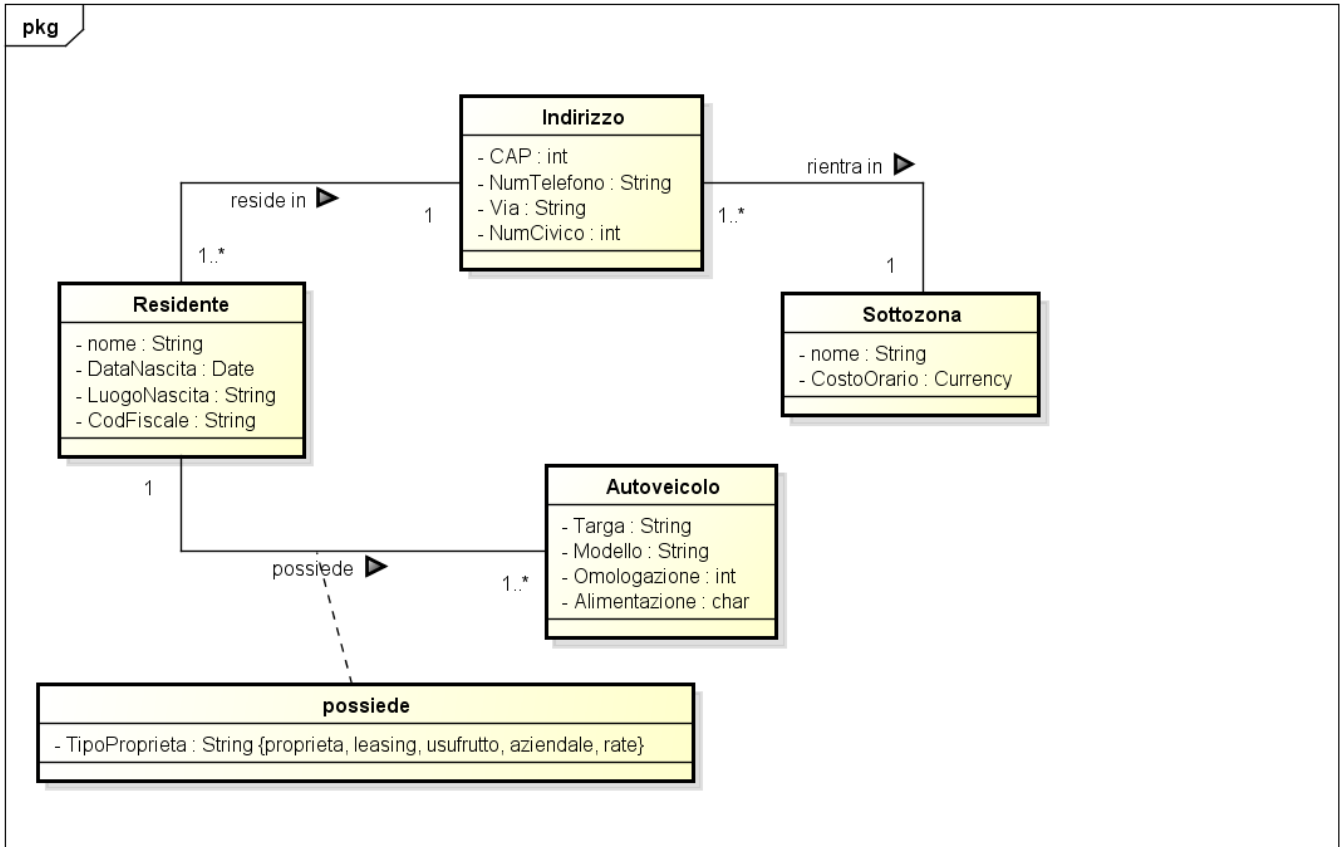 pkg
Indirizzo
- CAP : int
- NumTelefono : String
- Via : String
- NumCivico : int
rientra in
reside in
1
1..*
1..*
1
Residente
- nome : String
- DataNascita : Date
- LuogoNascita : String
- CodFiscale : String
Sottozona
- nome : String
- CostoOrario : Currency
1
Autoveicolo
- Targa : String
- Modello : String
- Omologazione : int
- Alimentazione : char
possiede
1..*
possiede
- TipoProprieta : String {proprieta, leasing, usufrutto, aziendale, rate}